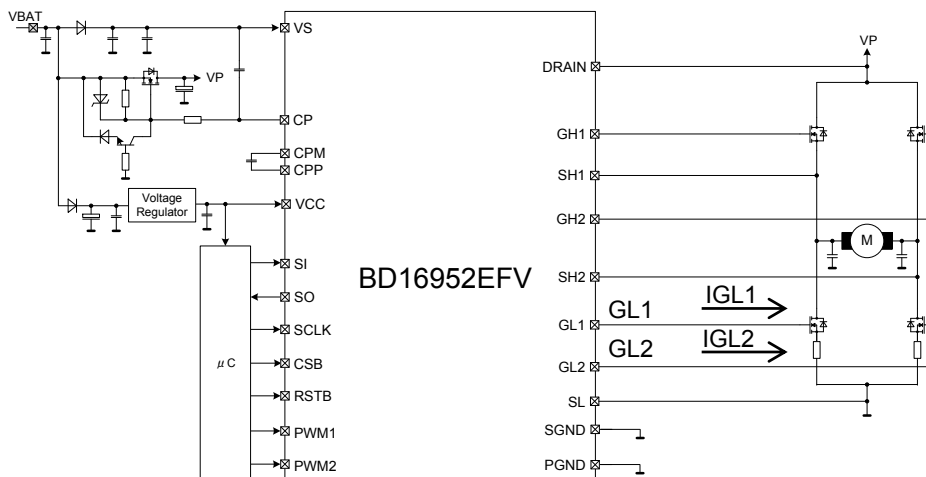 VBAT
VS
VP
CP
CPM
CPP
Voltage
Regulator
VCC
SI
SO
SCLK
μC
CSB
RSTB
PWM1
PWM2
BD16952EFV
VP
DRAIN
GH1
SH1
GH2
M
SH2
GL1
IGL1
GL1
GL2
IGL2
GL2
SL
SGND
PGND